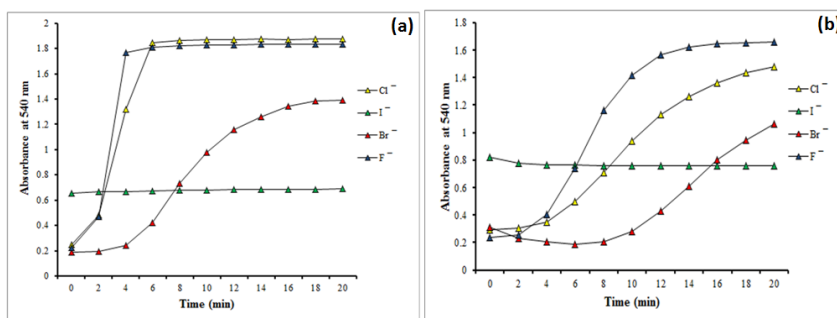 (a)
2
1.8
1.6
1.4
1.2
1
0.8
0.6
0.4
0.2
0
Absorbance at 540 nm
0 2 4 6 8 10 12 14 16 18 20
Time (min)
Cl⁻
I⁻
Br⁻
F⁻
(b)
1.8
1.6
1.4
1.2
1
0.8
0.6
0.4
0.2
0
Absorbance at 540 nm
0 2 4 6 8 10 12 14 16 18 20
Time (min)
Cl⁻
I⁻
Br⁻
F⁻